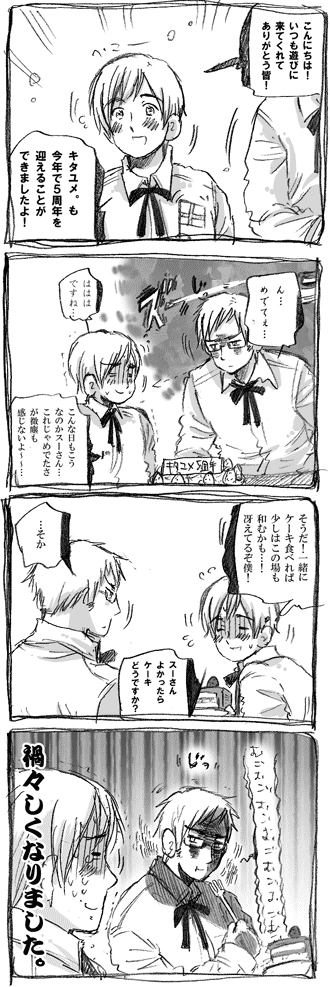 こんにちは！
いつも遊びに
来てくれて
ありがとう皆！
キタユメ。も
今年で５周年を
迎えることが
できましたよ！
ん…
めでてぇ…
ははは
ですね…
キタユメ5周年
こんな日もこう
なのかスーさん…
これじゃめでたさ
が微塵も
感じないよ～～…
そうだ！一緒に
ケーキ食べれば
少しはこの場も
和むかも…！
冴えてるぞ僕！
…そか
スーさん
よかったら
ケーキ
どうですか？
禍々しくなりました。